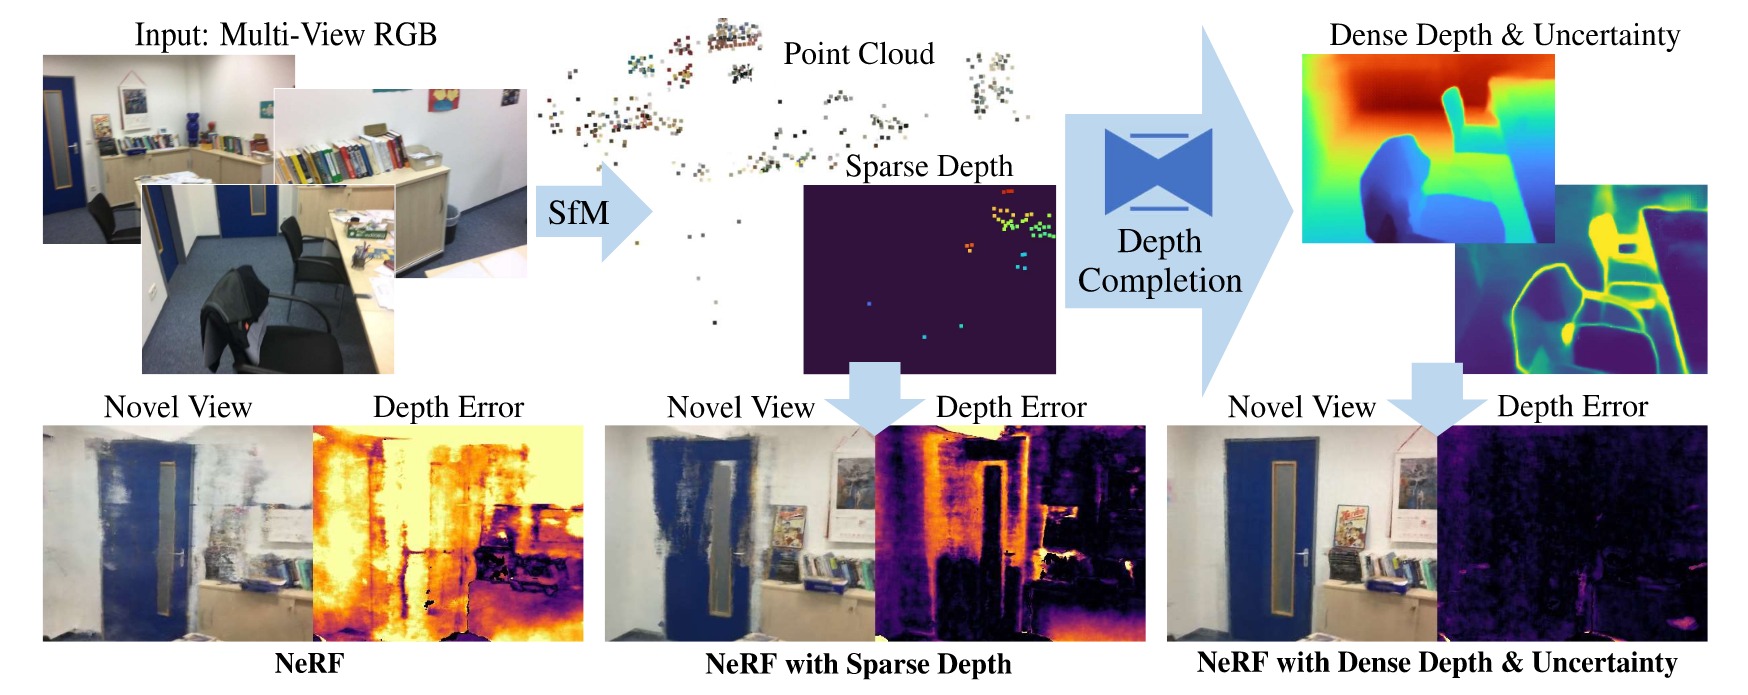 Input: Multi-View RGB
Point Cloud
Dense Depth & Uncertainty
Sparse Depth
SfM
Depth
Completion
Novel View
Depth Error
Novel View
Depth Error
Novel View
Depth Error
NeRF
NeRF with Sparse Depth
NeRF with Dense Depth & Uncertainty